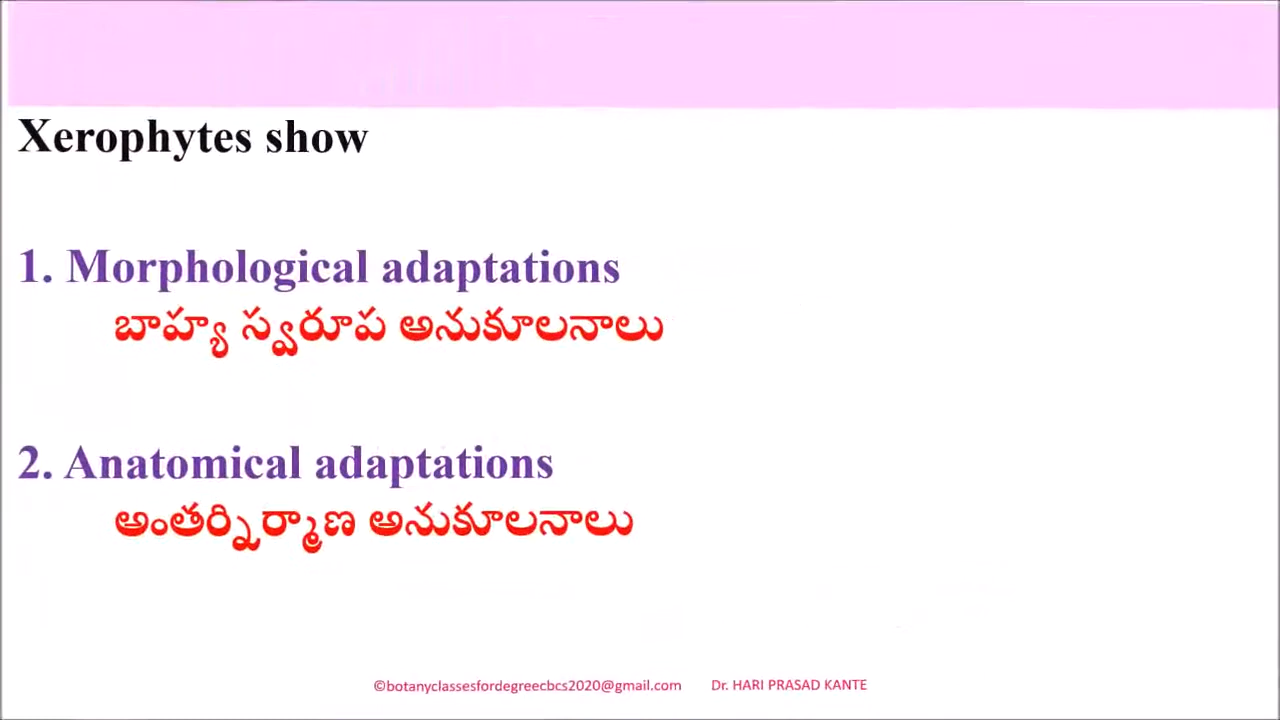 Xerophytes show
1. Morphological adaptations
బాహ్య స్వరూప అనుకూలనాలు
2. Anatomical adaptations
అంతర్నిర్మాణ అనుకూలనాలు
©botanyclassesfordegreecbcs2020@gmail.com Dr. HARI PRASAD KANTE